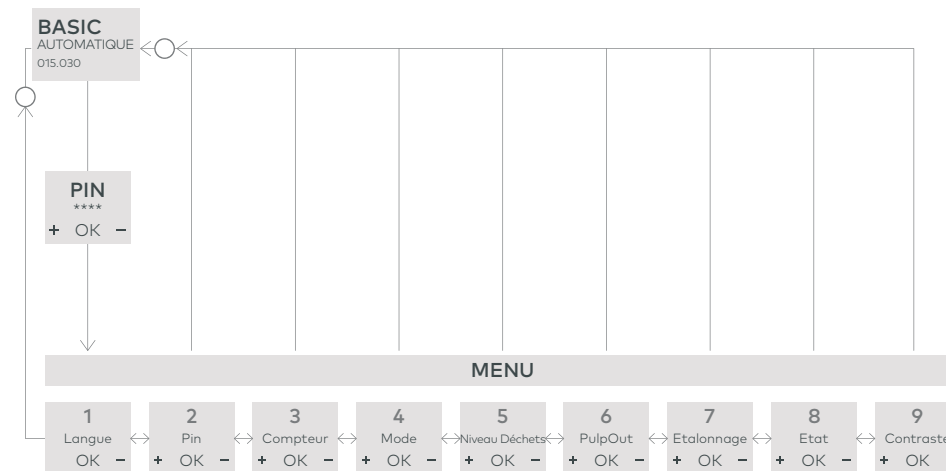 BASIC
AUTOMATIQUE
015.030
PIN
****
+ OK −
MENU
1 2 3 4 5 6 7 8 9
Langue Pin Compteur Mode Niveau Déchets PulpOut Etalonnage Etat Contraste
OK − + OK − + OK − + OK − + OK − + OK − + OK − + OK − + OK